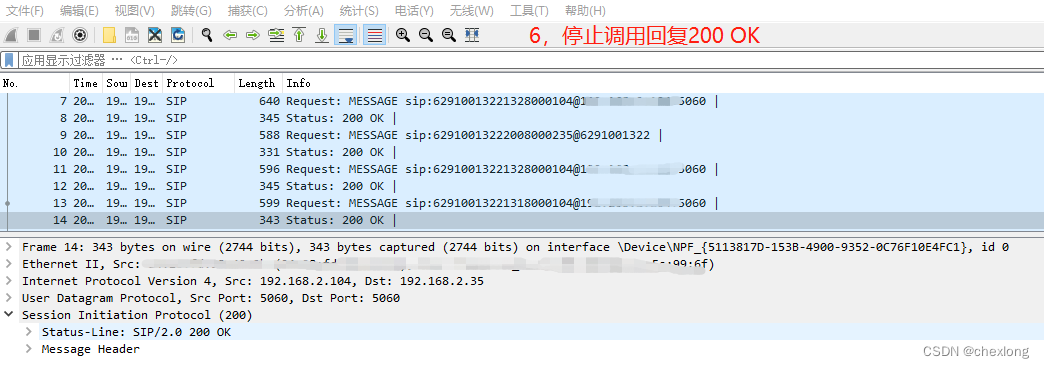 文件(F) 编辑(E) 视图(V) 跳转(G) 捕获(C) 分析(A) 统计(S) 电话(Y) 无线(W) 工具(T) 帮助(H)
6，停止调用回复200 OK
应用显示过滤器 … <Ctrl-/>
No. Time Sour Dest Protocol Length Info
7 20… 19… 19… SIP 640 Request: MESSAGE sip:62910013221328000104@ 5060 |
8 20… 19… 19… SIP 345 Status: 200 OK |
9 20… 19… 19… SIP 588 Request: MESSAGE sip:62910013222008000235@6291001322 |
10 20… 19… 19… SIP 331 Status: 200 OK |
11 20… 19… 19… SIP 596 Request: MESSAGE sip:62910013221328000104@ 5060 |
12 20… 19… 19… SIP 345 Status: 200 OK |
13 20… 19… 19… SIP 599 Request: MESSAGE sip:62910013221318000104@ 5060 |
14 20… 19… 19… SIP 343 Status: 200 OK |
Frame 14: 343 bytes on wire (2744 bits), 343 bytes captured (2744 bits) on interface \Device\NPF_{5113817D-153B-4900-9352-0C76F10E4FC1}, id 0
Ethernet II, Src: :99:6f)
Internet Protocol Version 4, Src: 192.168.2.104, Dst: 192.168.2.35
User Datagram Protocol, Src Port: 5060, Dst Port: 5060
Session Initiation Protocol (200)
Status-Line: SIP/2.0 200 OK
Message Header
CSDN @chexlong